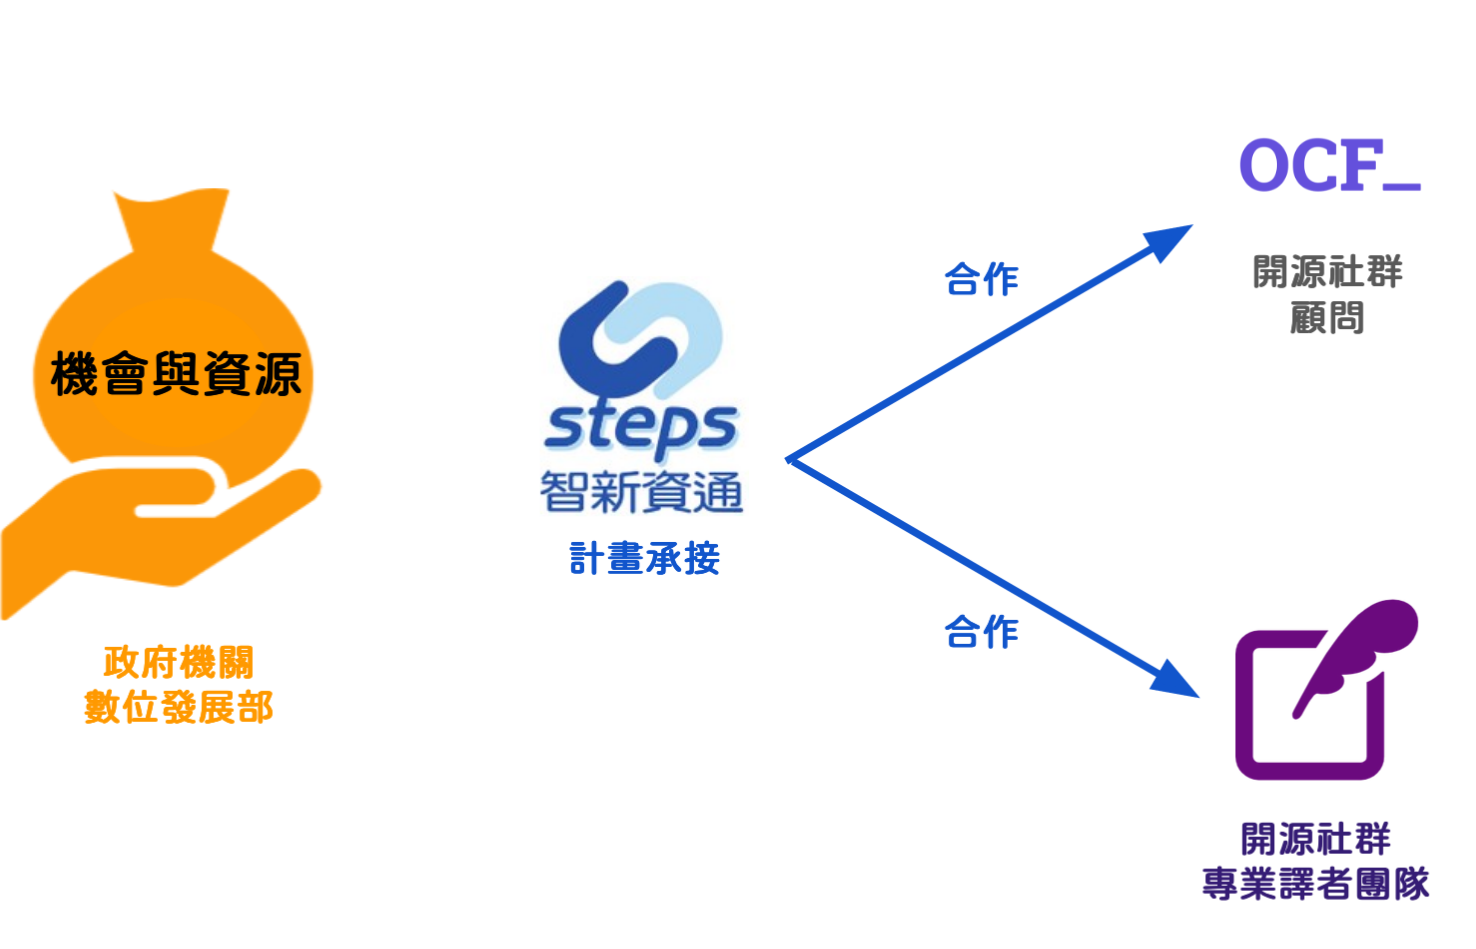 機會與資源
政府機關
數位發展部
steps
智新資通
計畫承接
合作
合作
OCF_
開源社群
顧問
開源社群
專業譯者團隊